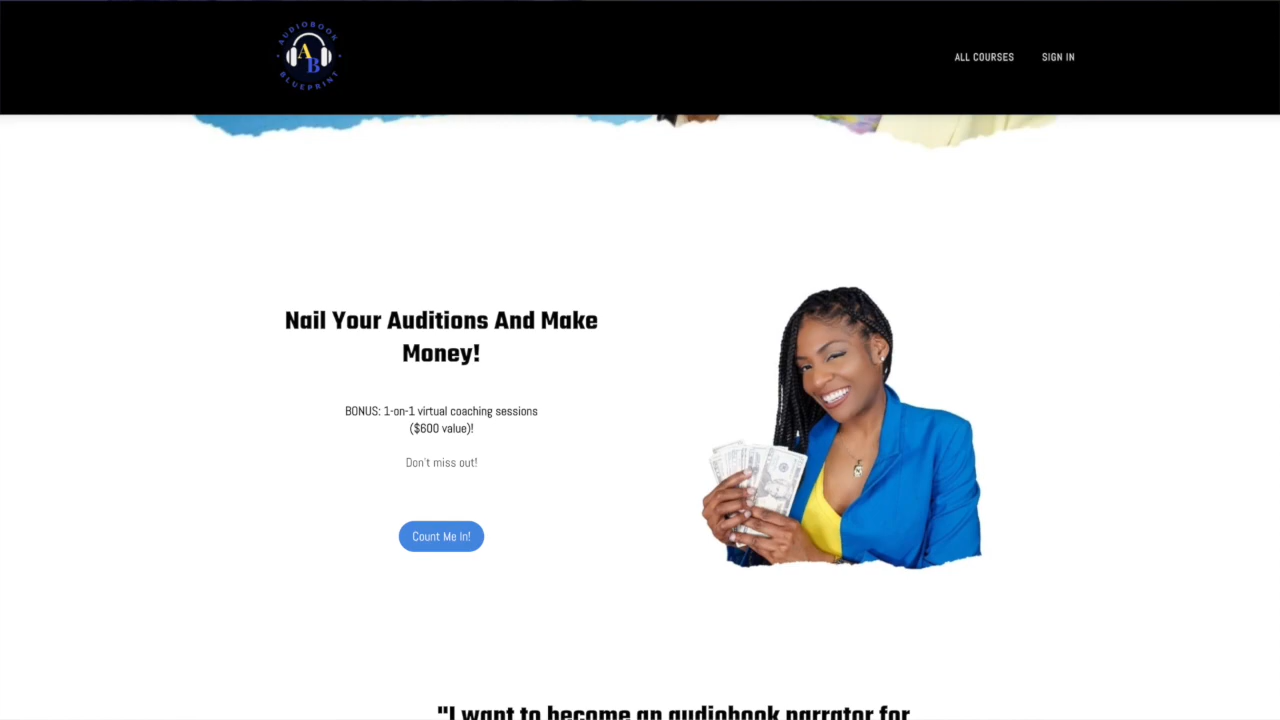 AUDIOBOOK
A
B
BLUEPRINT
ALL COURSES
SIGN IN
Nail Your Auditions And Make
Money!
BONUS: 1-on-1 virtual coaching sessions
($600 value)!
Don't miss out!
Count Me In!
"I want to become an audiobook narrator for